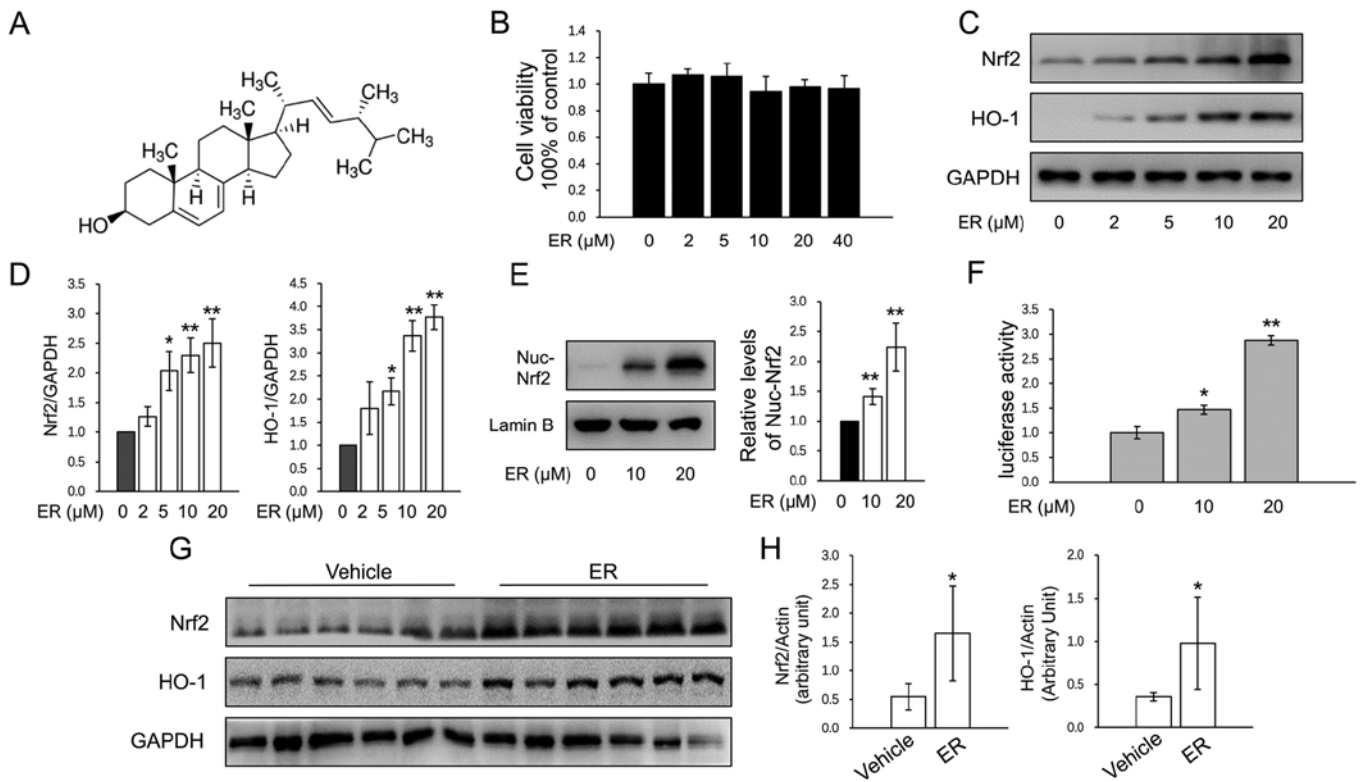 A
H₃C
CH₃
H₃C
H
CH₃
H₃C
CH₃
H₃C
H
H
HO
B
Cell viability
100% of control
1.4
1.2
1.0
0.8
0.6
0.4
0.2
0.0
ER (µM) 0 2 5 10 20 40
C
Nrf2
HO-1
GAPDH
ER (µM) 0 2 5 10 20
D
Nrf2/GAPDH
3.5
3.0
2.5
2.0
1.5
1.0
0.5
0.0
* ** **
ER (µM) 0 2 5 10 20
HO-1/GAPDH
4.5
4.0
3.5
3.0
2.5
2.0
1.5
1.0
0.5
0.0
* ** **
ER (µM) 0 2 5 10 20
E
Nuc-
Nrf2
Lamin B
ER (µM) 0 10 20
Relative levels
of Nuc-Nrf2
3.0
2.5
2.0
1.5
1.0
0.5
0.0
** **
ER (µM) 0 10 20
F
luciferase activity
3.5
3.0
2.5
2.0
1.5
1.0
0.5
0.0
* **
ER (µM) 0 10 20
G
Vehicle ER
Nrf2
HO-1
GAPDH
H
Nrf2/Actin
(arbitrary unit)
3.0
2.5
2.0
1.5
1.0
0.5
0.0
*
Vehicle ER
HO-1/Actin
(Arbitrary Unit)
2.0
1.5
1.0
0.5
0.0
*
Vehicle ER